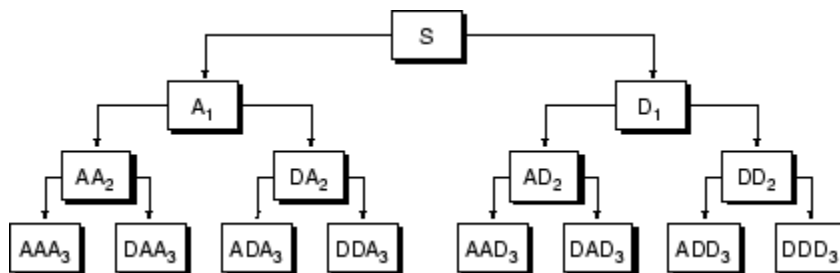 S
A₁ D₁
AA₂ DA₂ AD₂ DD₂
AAA₃ DAA₃ ADA₃ DDA₃ AAD₃ DAD₃ ADD₃ DDD₃